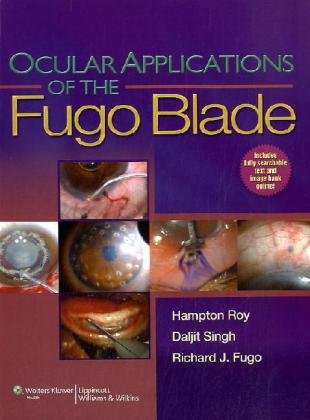 OCULAR APPLICATIONS
OF THE
FUGO BLADE
Includes
fully searchable
text and
image bank
online!
Hampton Roy
Daljit Singh
Richard J. Fugo
Wolters Kluwer
Health
Lippincott
Williams & Wilkins